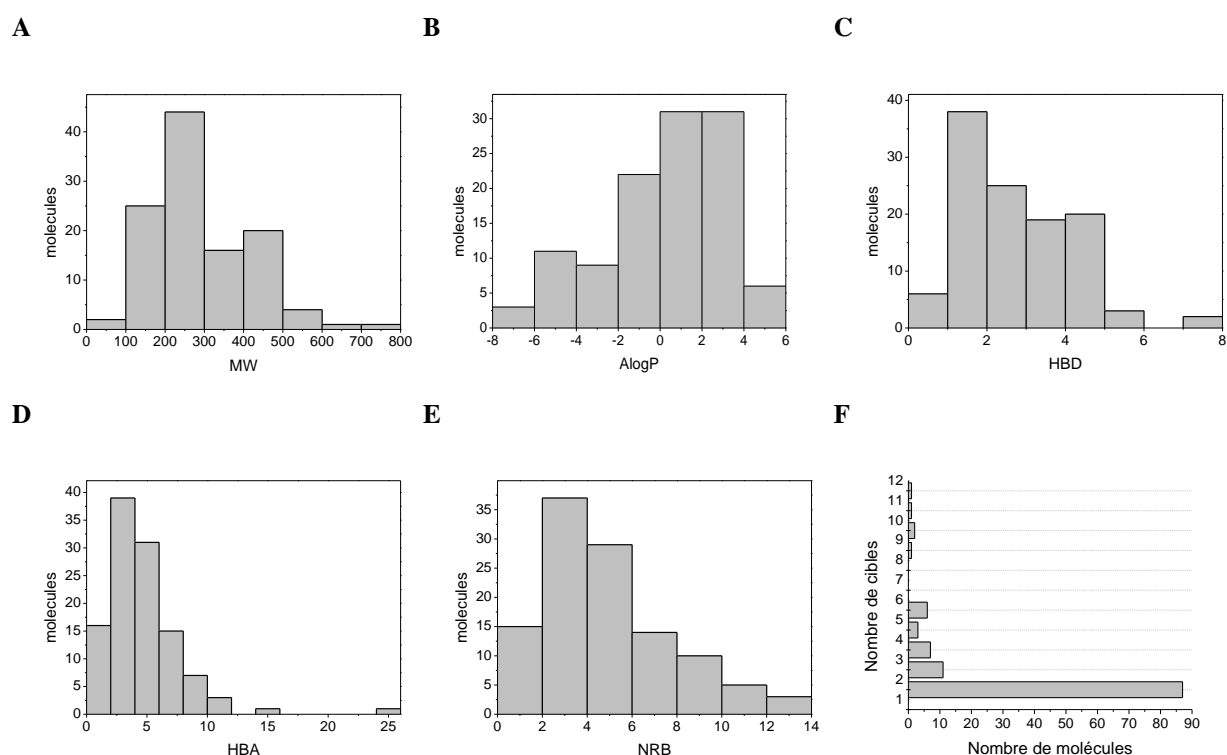 A
B
C
molecules
40
30
20
10
0
0 100 200 300 400 500 600 700 800
MW
molecules
30
25
20
15
10
5
0
-8 -6 -4 -2 0 2 4 6
AlogP
molecules
40
30
20
10
0
0 2 4 6 8
HBD
D
E
F
molecules
40
35
30
25
20
15
10
5
0
0 5 10 15 20 25
HBA
molecules
35
30
25
20
15
10
5
0
0 2 4 6 8 10 12 14
NRB
Nombre de cibles
12
11
10
9
8
7
6
5
4
3
2
1
0 10 20 30 40 50 60 70 80 90
Nombre de molécules